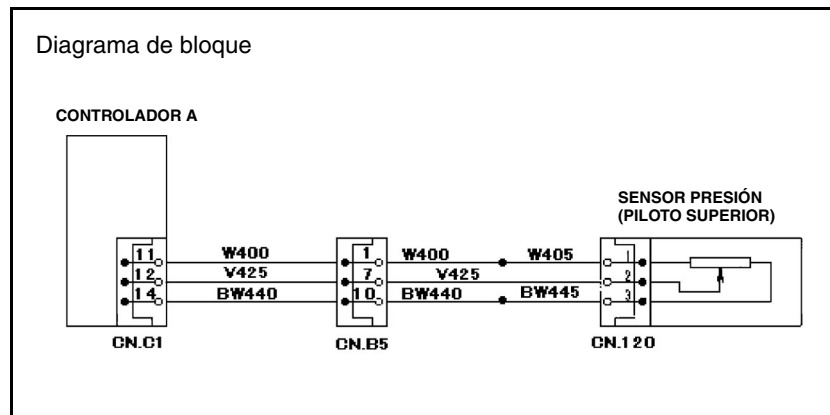 Diagrama de bloque
CONTROLADOR A
SENSOR PRESIÓN
(PILOTO SUPERIOR)
11 W400 1 W400 W405 1
12 V425 7 V425 2
14 BW440 10 BW440 BW445 3
CN.C1 CN.B5 CN.120